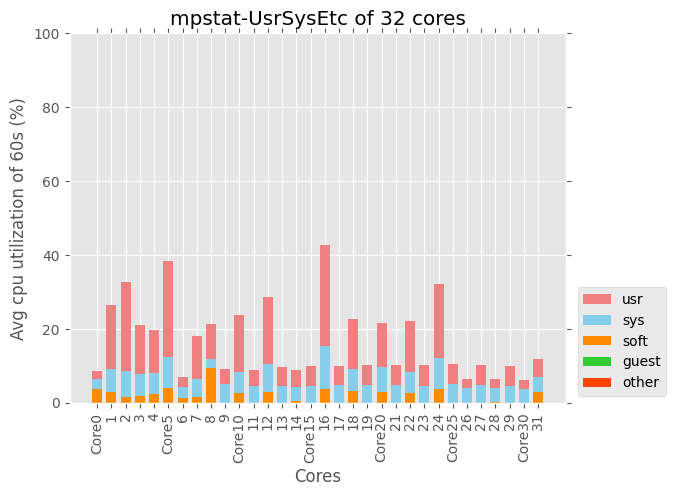 mpstat-UsrSysEtc of 32 cores
Avg cpu utilization of 60s (%)
100
80
60
40
20
0
usr
sys
soft
guest
other
Core0
1
2
3
4
Core5
6
7
8
9
Core10
11
12
13
14
Core15
16
17
18
19
Core20
21
22
23
24
Core25
26
27
28
29
Core30
31
Cores